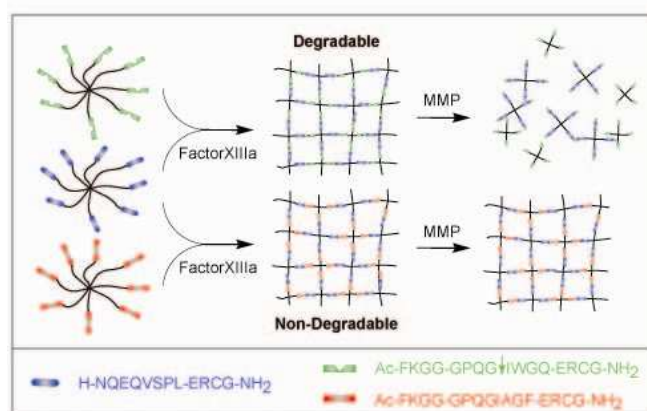 Degradable
MMP
FactorXIIIa
MMP
FactorXIIIa
Non-Degradable
H-NQEQVSPL-ERCG-NH2
Ac-FKGG-GPQG↓IWGQ-ERCG-NH2
Ac-FKGG-GPQGIAGF-ERCG-NH2